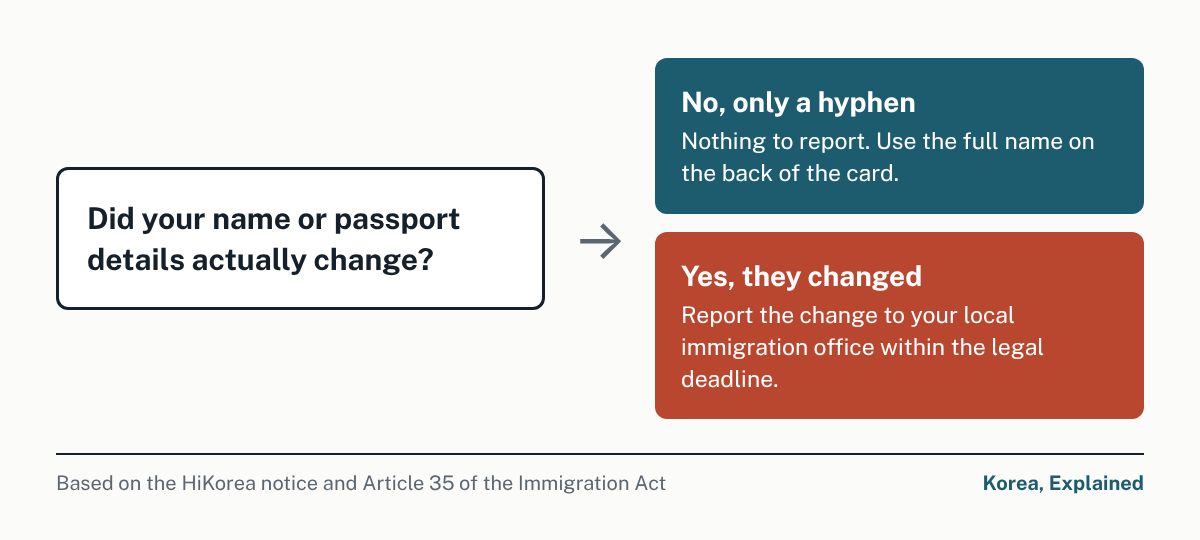 Did your name or passport
details actually change?
→
No, only a hyphen
Nothing to report. Use the full name on
the back of the card.
Yes, they changed
Report the change to your local
immigration office within the legal
deadline.
Based on the HiKorea notice and Article 35 of the Immigration Act
Korea, Explained